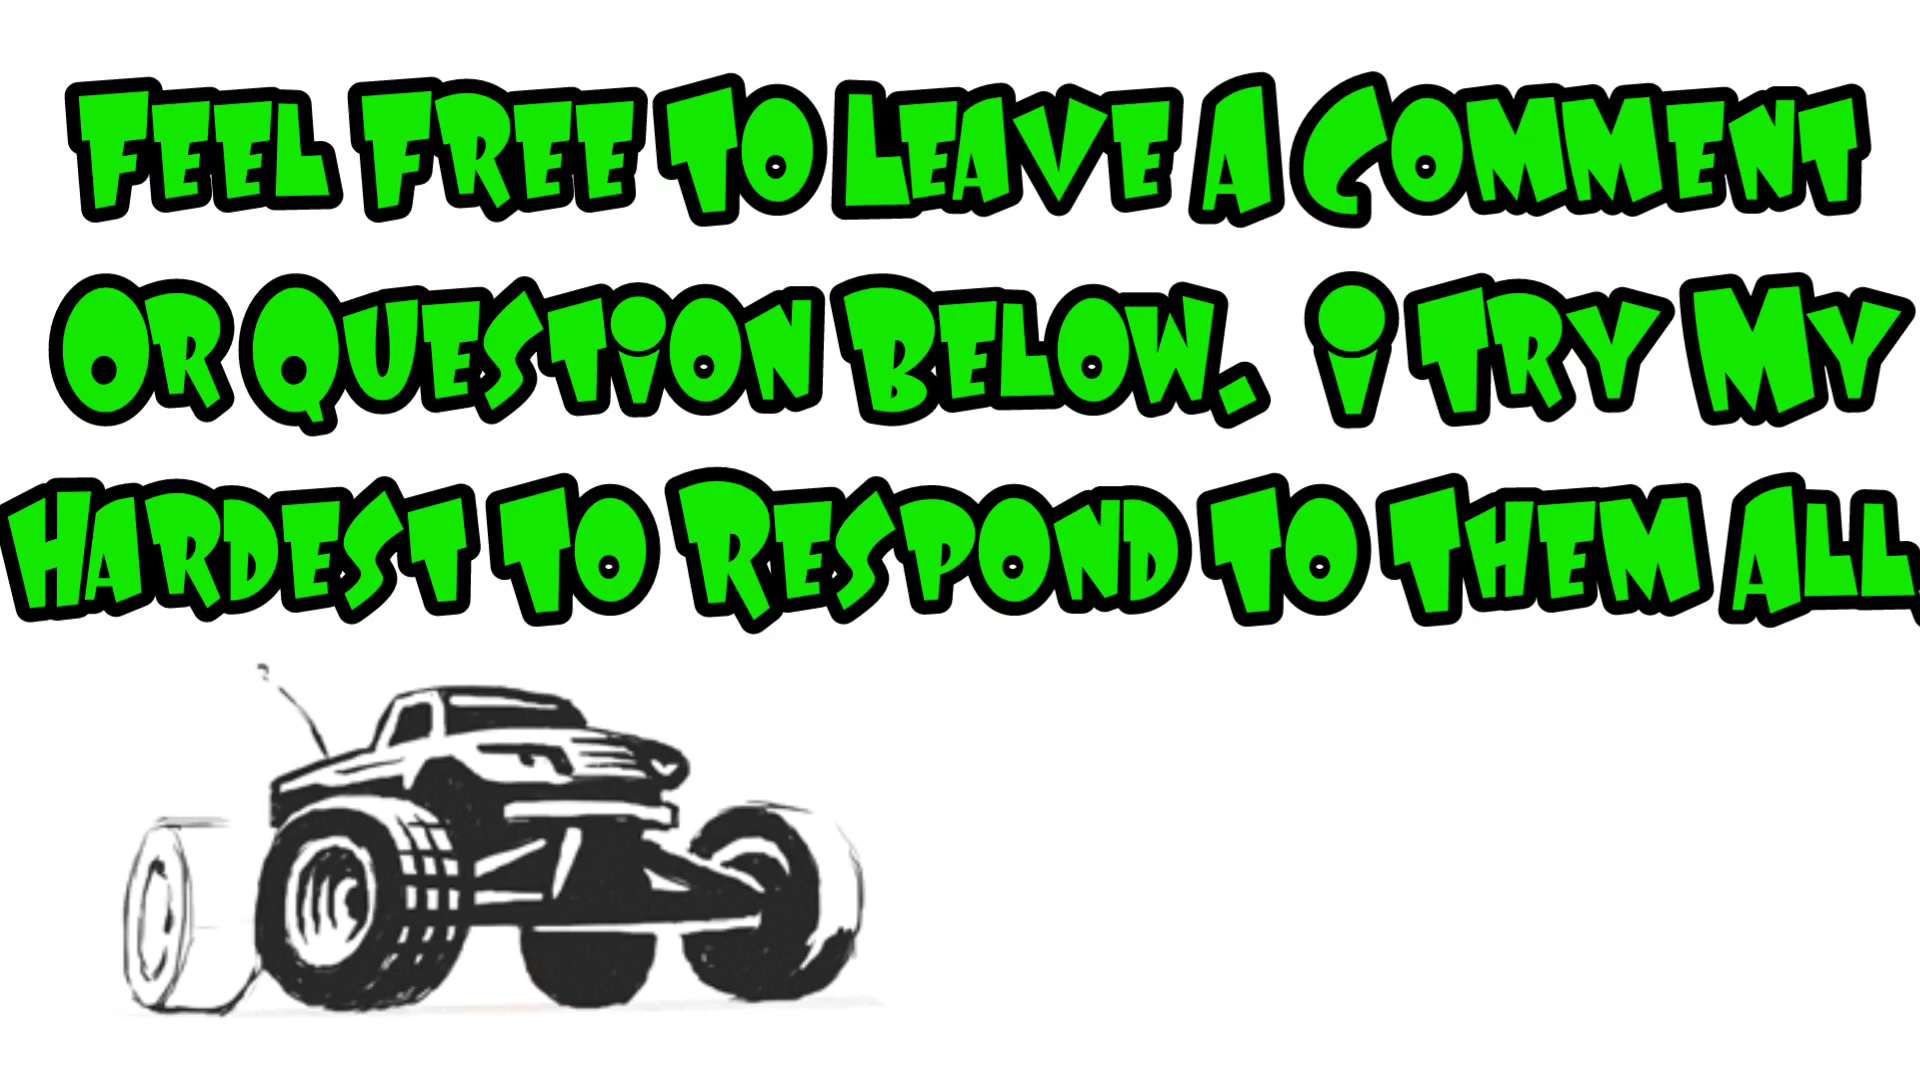 Feel Free To Leave A Comment
Or Question Below.  I Try My
Hardest To Respond To Them All.